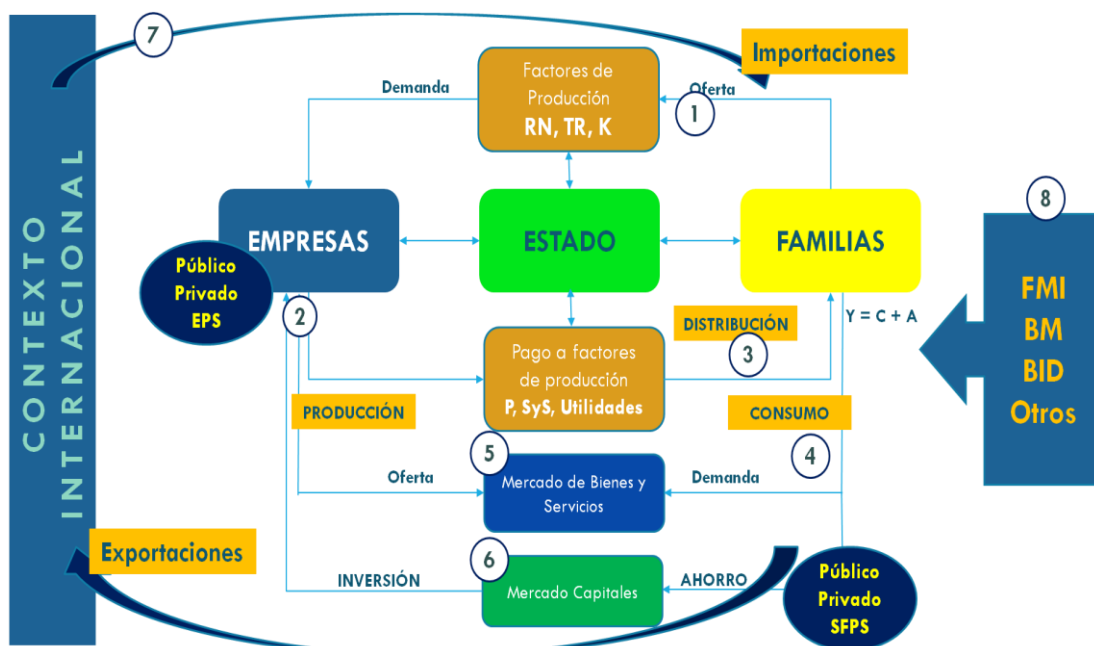 CONTEXTO
INTERNACIONAL
7
Importaciones
Demanda
Factores de
Producción
RN, TR, K
Oferta
1
EMPRESAS
ESTADO
FAMILIAS
8
Público
Privado
EPS
2
FMI
BM
BID
Otros
Y = C + A
DISTRIBUCIÓN
3
Pago a factores
de producción
P, SyS, Utilidades
PRODUCCIÓN
CONSUMO
4
5
Oferta
Mercado de Bienes y
Servicios
Demanda
Exportaciones
6
INVERSIÓN
Mercado Capitales
AHORRO
Público
Privado
SFPS